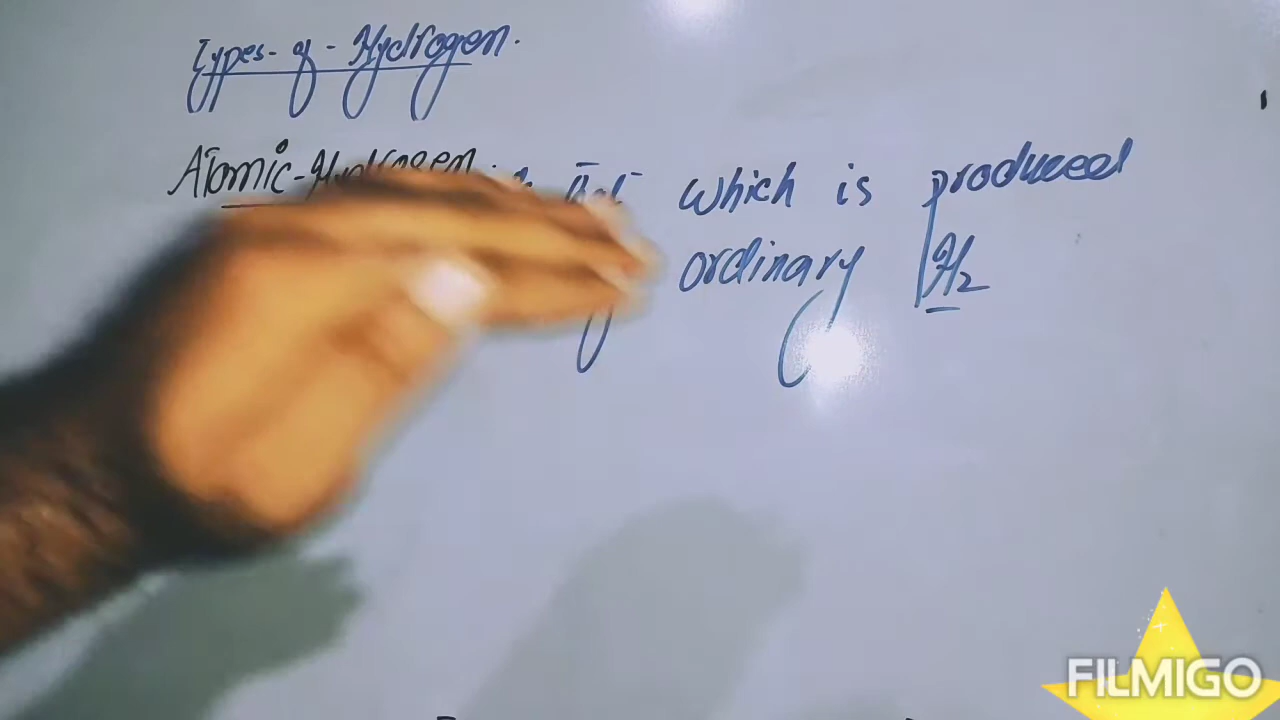 Types-of-Hydrogen.
Atomic-Hydrogen which is produced
ordinary H2
FILMIGO